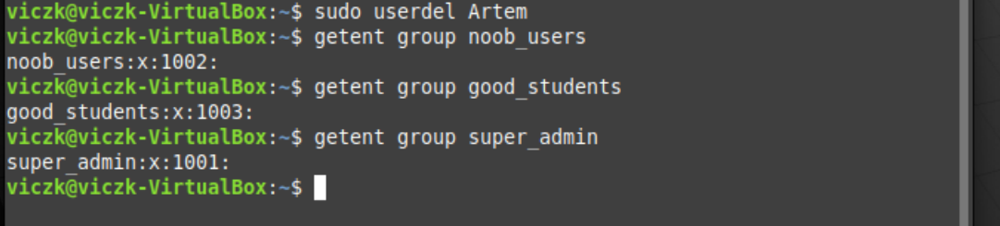 viczk@viczk-VirtualBox:~$ sudo userdel Artem
viczk@viczk-VirtualBox:~$ getent group noob_users
noob_users:x:1002:
viczk@viczk-VirtualBox:~$ getent group good_students
good_students:x:1003:
viczk@viczk-VirtualBox:~$ getent group super_admin
super_admin:x:1001:
viczk@viczk-VirtualBox:~$